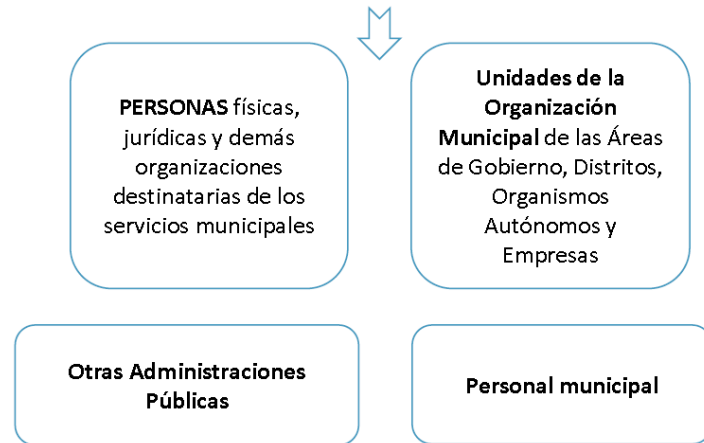 PERSONAS físicas,
jurídicas y demás
organizaciones
destinatarias de los
servicios municipales
Unidades de la
Organización
Municipal de las Áreas
de Gobierno, Distritos,
Organismos
Autónomos y
Empresas
Otras Administraciones
Públicas
Personal municipal